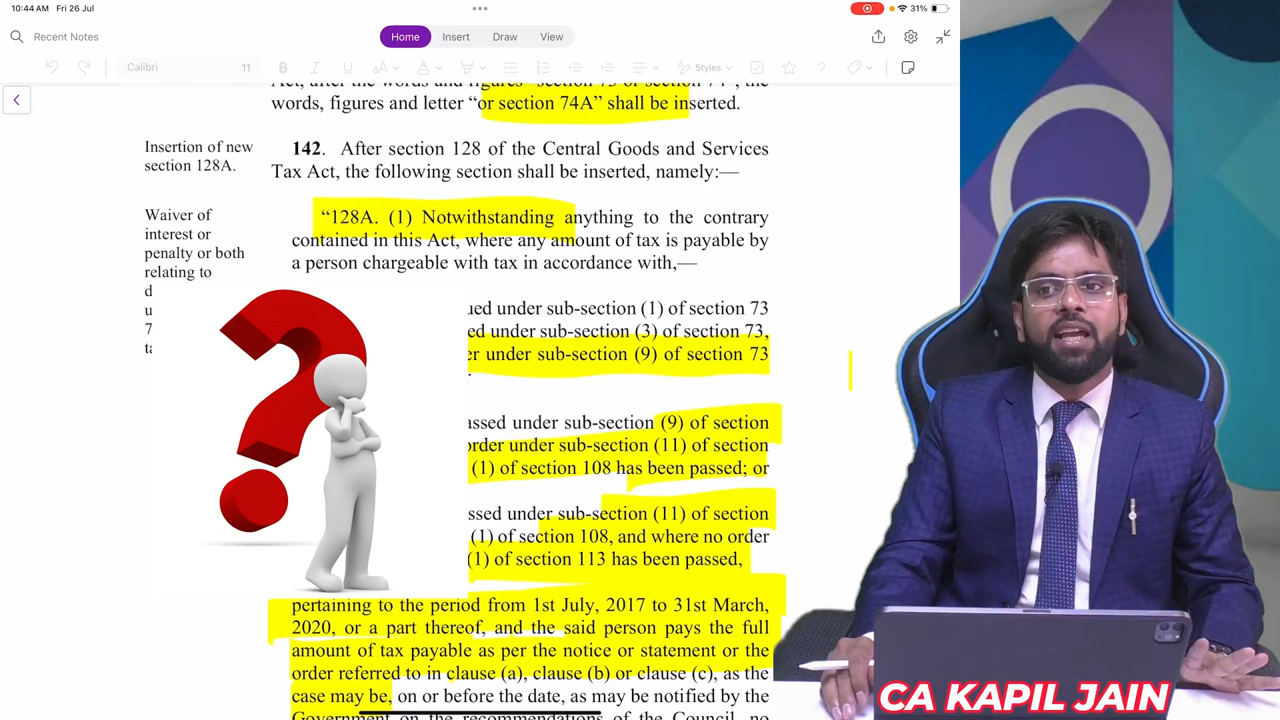 10:44 AM Fri 26 Jul
31%
Recent Notes
Home
Insert
Draw
View
Calibri
11
B
I
U
Styles
words, figures and letter “or section 74A” shall be inserted.
Insertion of new
section 128A.
142. After section 128 of the Central Goods and Services
Tax Act, the following section shall be inserted, namely:—
Waiver of
interest or
penalty or both
relating to
d
u
7
ta
“128A. (1) Notwithstanding anything to the contrary
contained in this Act, where any amount of tax is payable by
a person chargeable with tax in accordance with,—
ued under sub-section (1) of section 73
ed under sub-section (3) of section 73,
er under sub-section (9) of section 73
assed under sub-section (9) of section
order under sub-section (11) of section
(1) of section 108 has been passed; or
ssed under sub-section (11) of section
(1) of section 108, and where no order
(1) of section 113 has been passed,
pertaining to the period from 1st July, 2017 to 31st March,
2020, or a part thereof, and the said person pays the full
amount of tax payable as per the notice or statement or the
order referred to in clause (a), clause (b) or clause (c), as the
case may be, on or before the date, as may be notified by the
Government on the recommendations of the Council, no
CA KAPIL JAIN